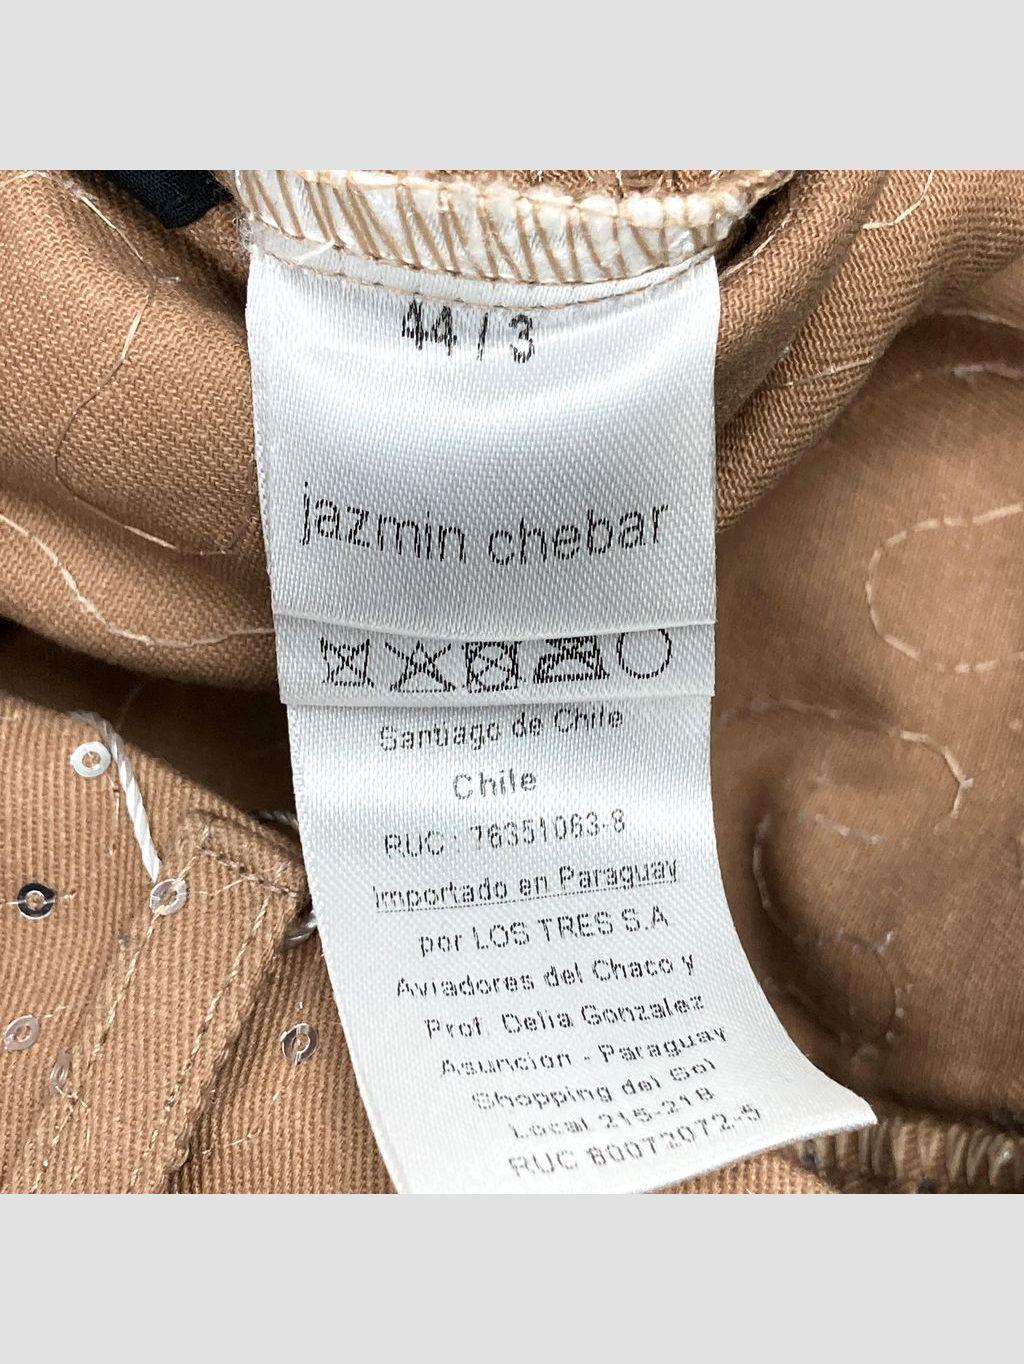 44 / 3
jazmin chebar
Santiago de Chile
Chile
RUC: 76351063-8
Importado en Paraguay
por LOS TRES S.A
Aviadores del Chaco y
Prof. Delia Gonzalez
Asuncion - Paraguay
Shopping del Sol
Local 215-218
RUC 80072072-5